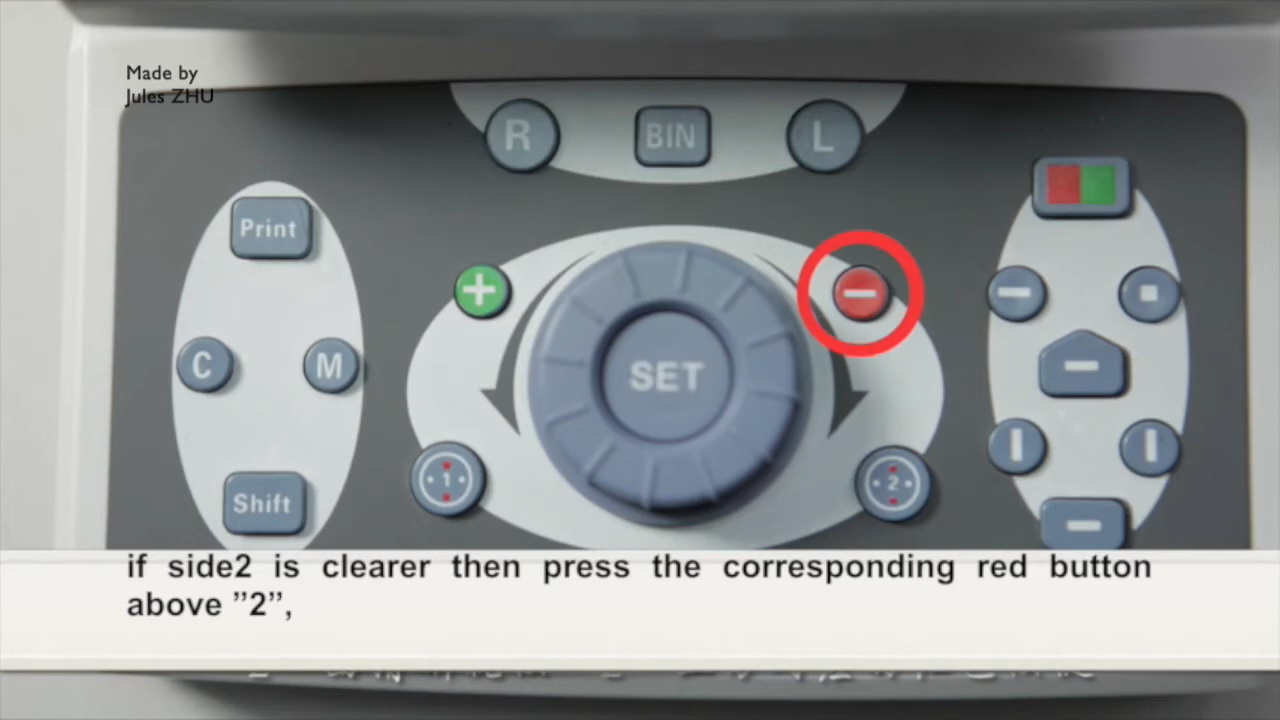 Made by
Jules ZHU
R BIN L
Print
C M
SET
1 2
Shift
if side2 is clearer then press the corresponding red button
above ”2”,